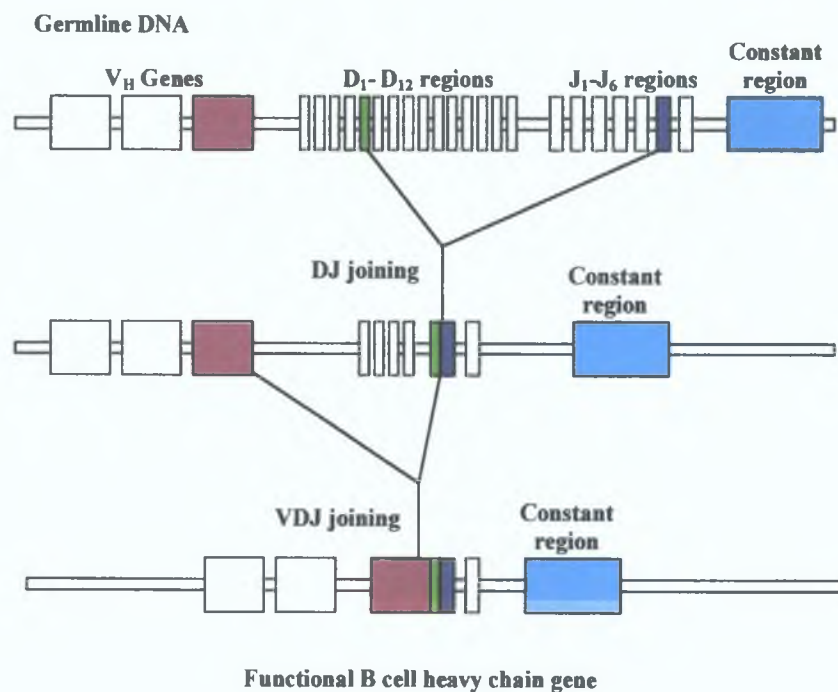 Germline DNA
V_H Genes
D₁- D₁₂ regions
J₁-J₆ regions
Constant
region
DJ joining
Constant
region
VDJ joining
Constant
region
Functional B cell heavy chain gene